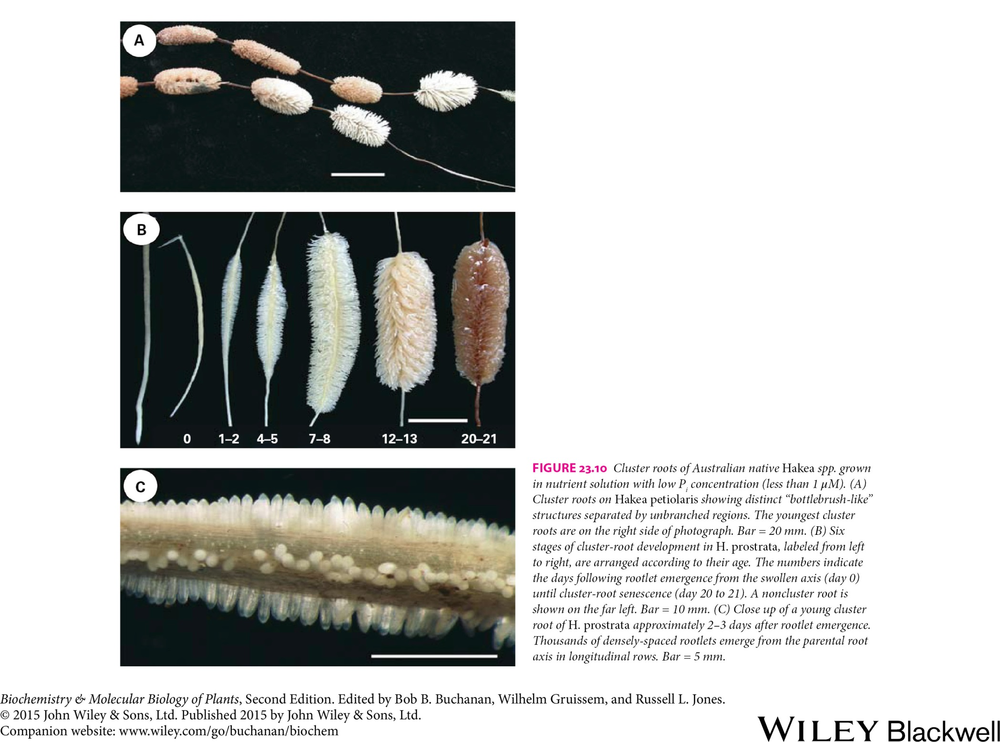 A
B
0 1–2 4–5 7–8 12–13 20–21
C
FIGURE 23.10 Cluster roots of Australian native Hakea spp. grown
in nutrient solution with low Pi concentration (less than 1 µM). (A)
Cluster roots on Hakea petiolaris showing distinct “bottlebrush-like”
structures separated by unbranched regions. The youngest cluster
roots are on the right side of photograph. Bar = 20 mm. (B) Six
stages of cluster-root development in H. prostrata, labeled from left
to right, are arranged according to their age. The numbers indicate
the days following rootlet emergence from the swollen axis (day 0)
until cluster-root senescence (day 20 to 21). A noncluster root is
shown on the far left. Bar = 10 mm. (C) Close up of a young cluster
root of H. prostrata approximately 2–3 days after rootlet emergence.
Thousands of densely-spaced rootlets emerge from the parental root
axis in longitudinal rows. Bar = 5 mm.
Biochemistry & Molecular Biology of Plants, Second Edition. Edited by Bob B. Buchanan, Wilhelm Gruissem, and Russell L. Jones.
© 2015 John Wiley & Sons, Ltd. Published 2015 by John Wiley & Sons, Ltd.
Companion website: www.wiley.com/go/buchanan/biochem
WILEY Blackwell